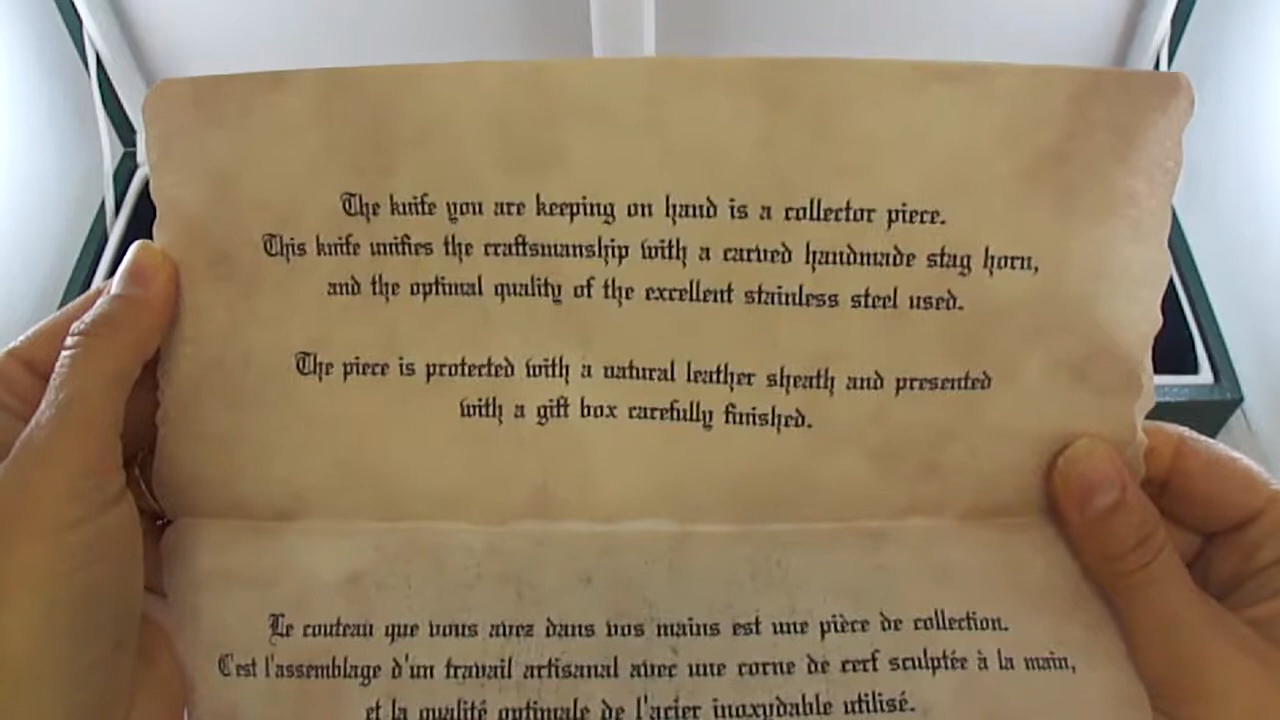 The knife you are keeping on hand is a collector piece.
This knife unifies the craftsmanship with a carved handmade stag horn,
and the optimal quality of the excellent stainless steel used.
The piece is protected with a natural leather sheath and presented
with a gift box carefully finished.
Le couteau que vous avez dans vos mains est une pièce de collection.
C'est l'assemblage d'un travail artisanal avec une corne de cerf sculptée à la main,
et la qualité optimale de l'acier inoxydable utilisé.